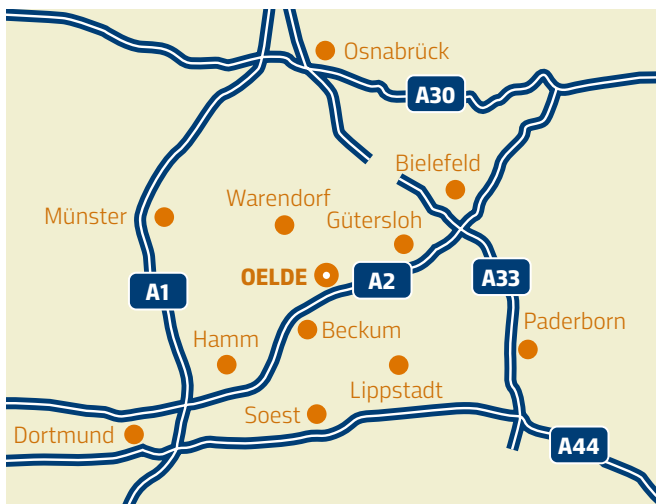 Osnabrück
A30
Bielefeld
Warendorf
Münster
Gütersloh
OELDE
A2
A33
A1
Paderborn
Beckum
Hamm
Lippstadt
Soest
Dortmund
A44